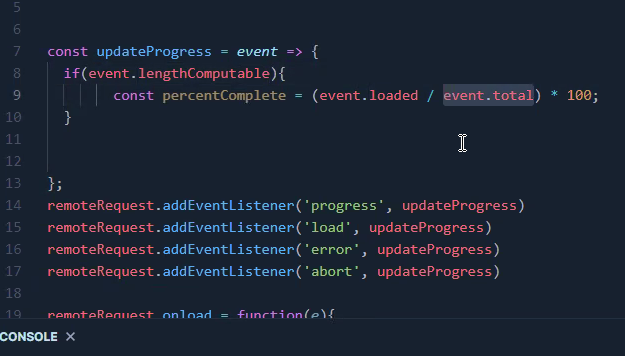 5
6
7 const updateProgress = event => {
8 if(event.lengthComputable){
9 const percentComplete = (event.loaded / event.total) * 100;
10 }
11
12
13 };
14 remoteRequest.addEventListener('progress', updateProgress)
15 remoteRequest.addEventListener('load', updateProgress)
16 remoteRequest.addEventListener('error', updateProgress)
17 remoteRequest.addEventListener('abort', updateProgress)
18
19 remoteRequest.onload = function(e){
CONSOLE ×